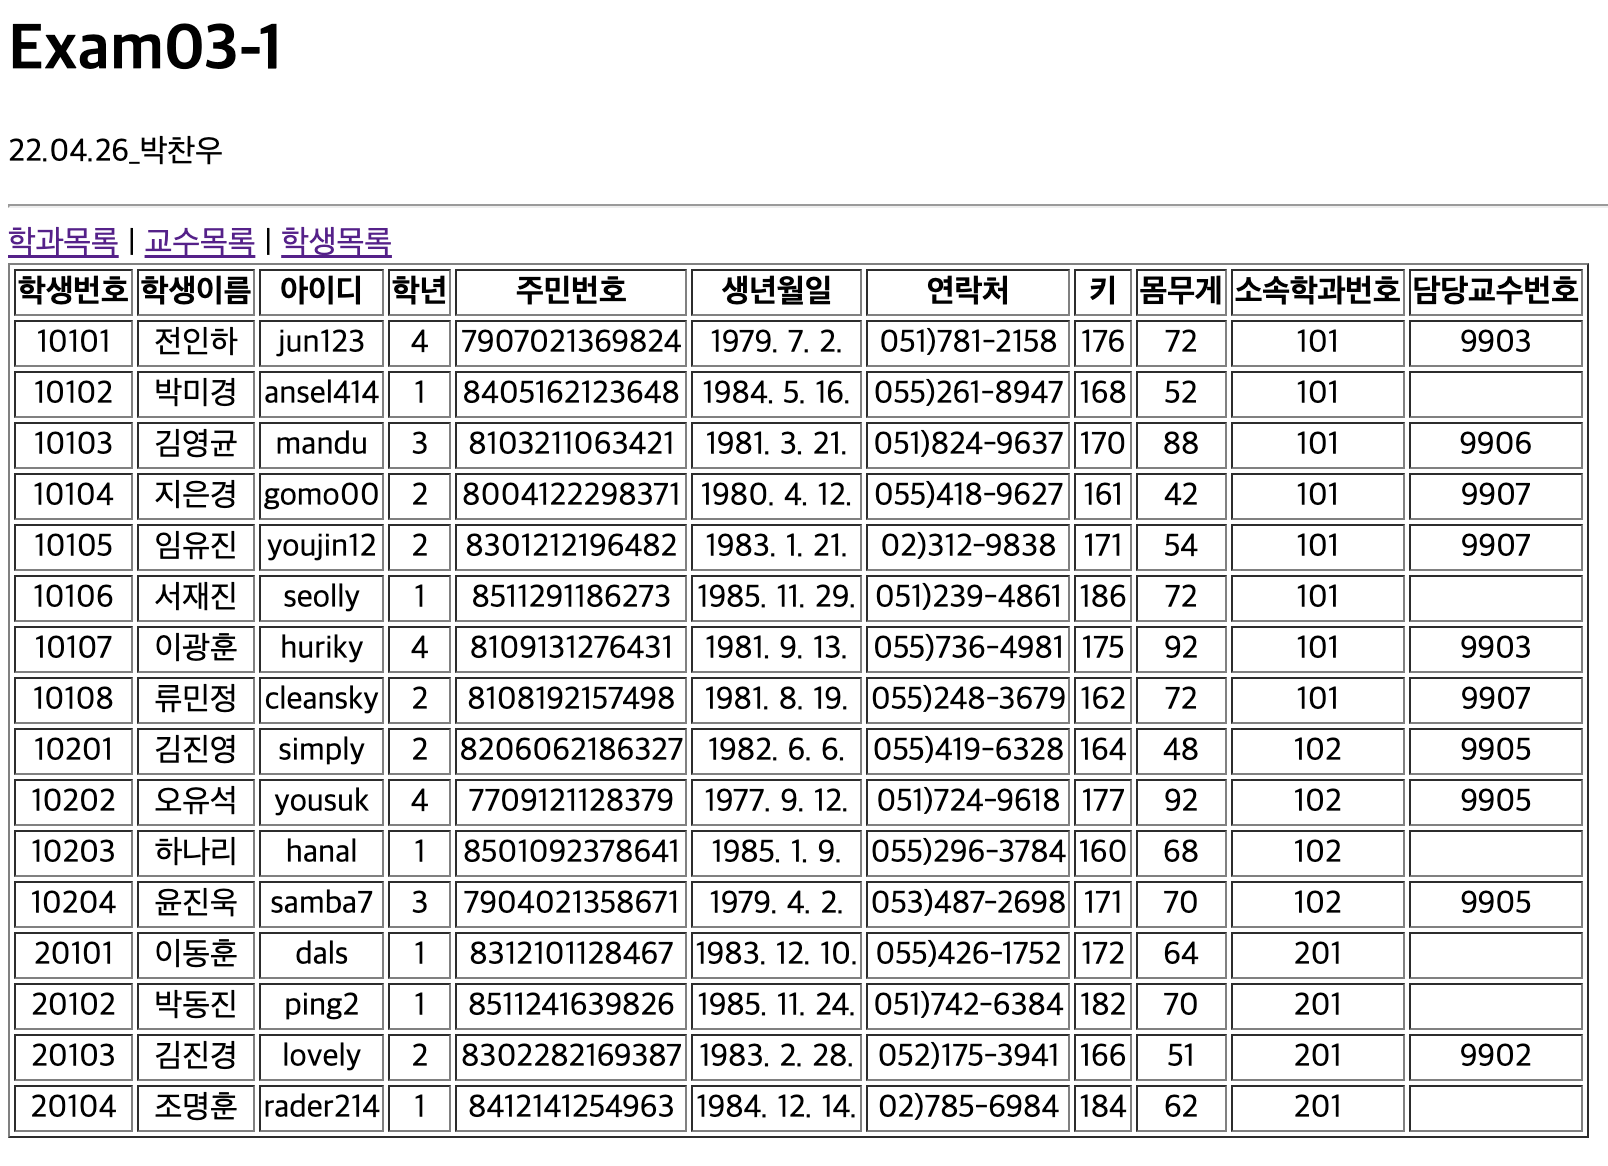 Exam03-1
22.04.26_박찬우
학과목록 | 교수목록 | 학생목록
학생번호 학생이름 아이디 학년 주민번호 생년월일 연락처 키 몸무게 소속학과번호 담당교수번호
10101 전인하 jun123 4 7907021369824 1979. 7. 2. 051)781-2158 176 72 101 9903
10102 박미경 ansel414 1 8405162123648 1984. 5. 16. 055)261-8947 168 52 101
10103 김영균 mandu 3 8103211063421 1981. 3. 21. 051)824-9637 170 88 101 9906
10104 지은경 gomo00 2 8004122298371 1980. 4. 12. 055)418-9627 161 42 101 9907
10105 임유진 youjin12 2 8301212196482 1983. 1. 21. 02)312-9838 171 54 101 9907
10106 서재진 seolly 1 8511291186273 1985. 11. 29. 051)239-4861 186 72 101
10107 이광훈 huriky 4 8109131276431 1981. 9. 13. 055)736-4981 175 92 101 9903
10108 류민정 cleansky 2 8108192157498 1981. 8. 19. 055)248-3679 162 72 101 9907
10201 김진영 simply 2 8206062186327 1982. 6. 6. 055)419-6328 164 48 102 9905
10202 오유석 yousuk 4 7709121128379 1977. 9. 12. 051)724-9618 177 92 102 9905
10203 하나리 hanal 1 8501092378641 1985. 1. 9. 055)296-3784 160 68 102
10204 윤진욱 samba7 3 7904021358671 1979. 4. 2. 053)487-2698 171 70 102 9905
20101 이동훈 dals 1 8312101128467 1983. 12. 10. 055)426-1752 172 64 201
20102 박동진 ping2 1 8511241639826 1985. 11. 24. 051)742-6384 182 70 201
20103 김진경 lovely 2 8302282169387 1983. 2. 28. 052)175-3941 166 51 201 9902
20104 조명훈 rader214 1 8412141254963 1984. 12. 14. 02)785-6984 184 62 201